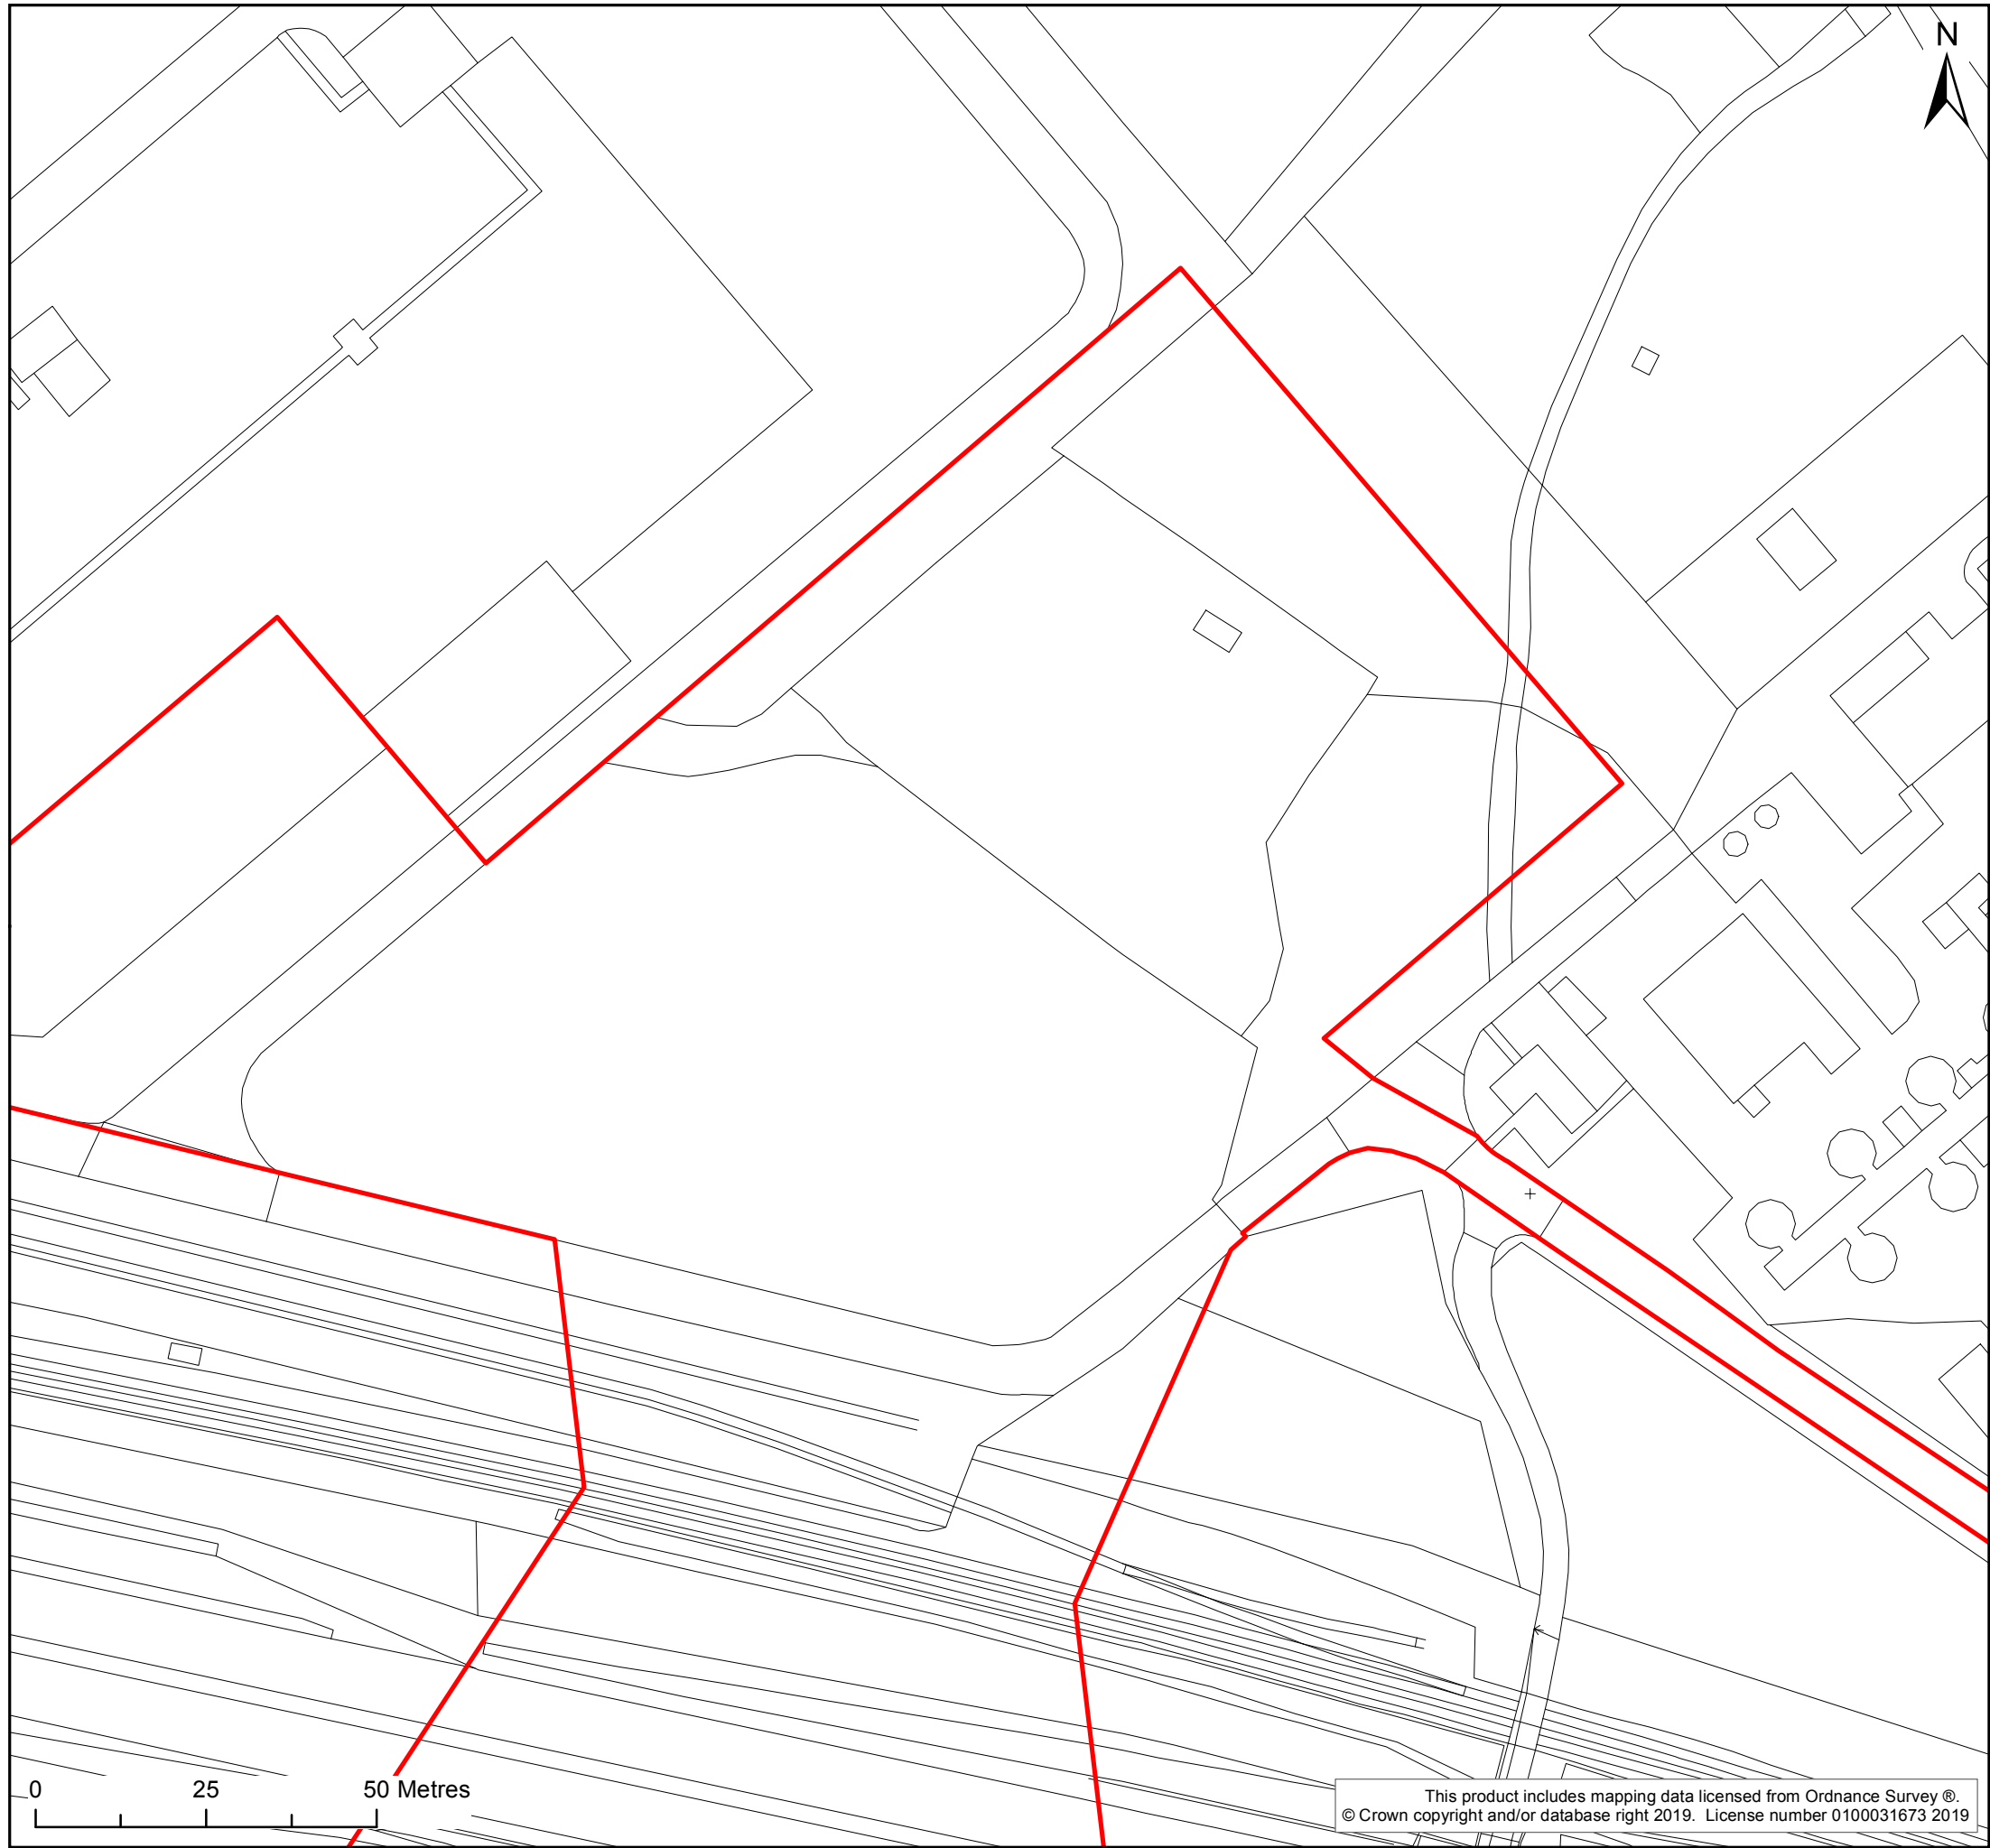 N
0 25 50 Metres
This product includes mapping data licensed from Ordnance Survey ®.
© Crown copyright and/or database right 2019. License number 0100031673 2019